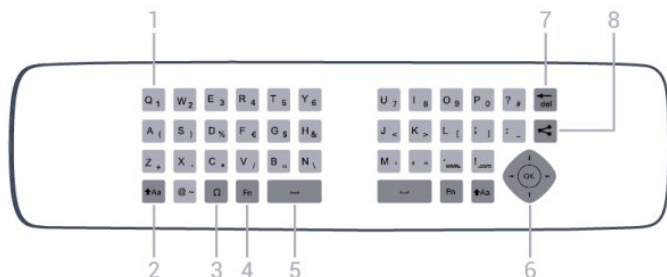 1 7 8
Q 1 W 2 E 3 R 4 T 5 Y 6 U 7 I 8 O 9 P 0 ? # del
A ( S ) D % F € G $ H & J < K > L [ ; ] : _
Z + X - C * V / B = N \ M ' , " ' www. ! .com
Aa @ ~ Ω Fn Fn Aa OK
2 3 4 5 6